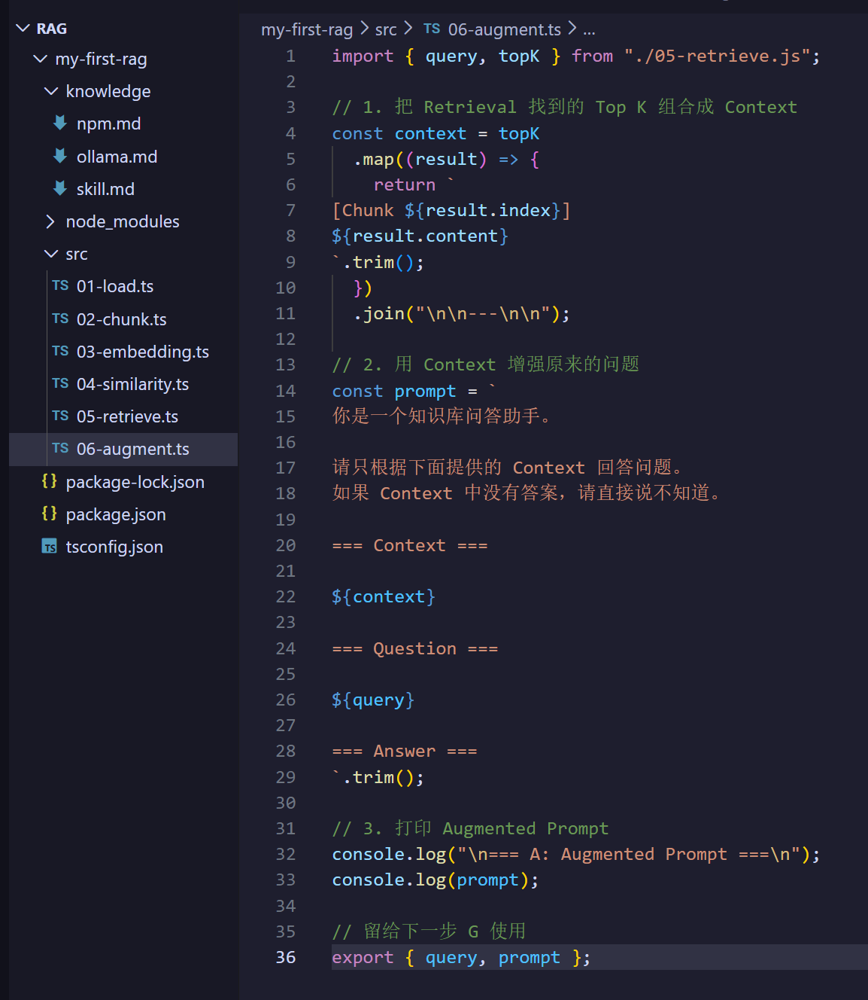 RAG
my-first-rag
knowledge
npm.md
ollama.md
skill.md
node_modules
src
TS 01-load.ts
TS 02-chunk.ts
TS 03-embedding.ts
TS 04-similarity.ts
TS 05-retrieve.ts
TS 06-augment.ts
{} package-lock.json
{} package.json
TS tsconfig.json
my-first-rag > src > TS 06-augment.ts > ...
1 import { query, topK } from "./05-retrieve.js";
2
3 // 1. 把 Retrieval 找到的 Top K 组合成 Context
4 const context = topK
5   .map((result) => {
6     return `
7 [Chunk ${result.index}]
8 ${result.content}
9 `.trim();
10   })
11   .join("\n\n---\n\n");
12
13 // 2. 用 Context 增强原来的问题
14 const prompt = `
15 你是一个知识库问答助手。
16
17 请只根据下面提供的 Context 回答问题。
18 如果 Context 中没有答案，请直接说不知道。
19
20 === Context ===
21
22 ${context}
23
24 === Question ===
25
26 ${query}
27
28 === Answer ===
29 `.trim();
30
31 // 3. 打印 Augmented Prompt
32 console.log("\n=== A: Augmented Prompt ===\n");
33 console.log(prompt);
34
35 // 留给下一步 G 使用
36 export { query, prompt };